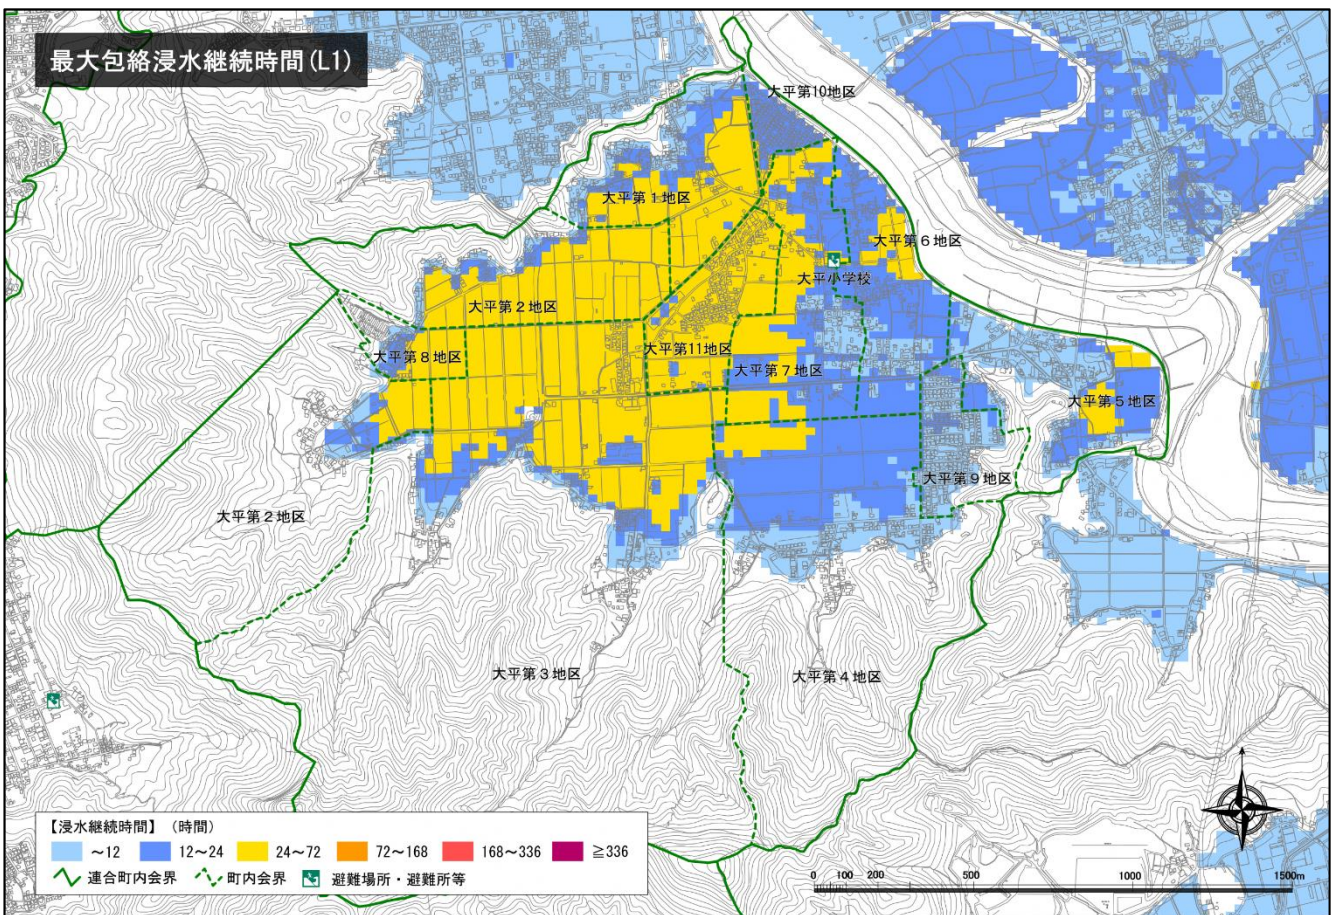 最大包絡浸水継続時間(L1)
大平第10地区
大平第1地区
大平第6地区
大平小学校
大平第2地区
大平第8地区
大平第11地区
大平第7地区
大平第5地区
大平第9地区
大平第2地区
大平第3地区
大平第4地区
【浸水継続時間】（時間）
～12 12～24 24～72 72～168 168～336 ≧336
連合町内会界 町内会界 避難場所・避難所等
0 100 200 500 1000 1500m